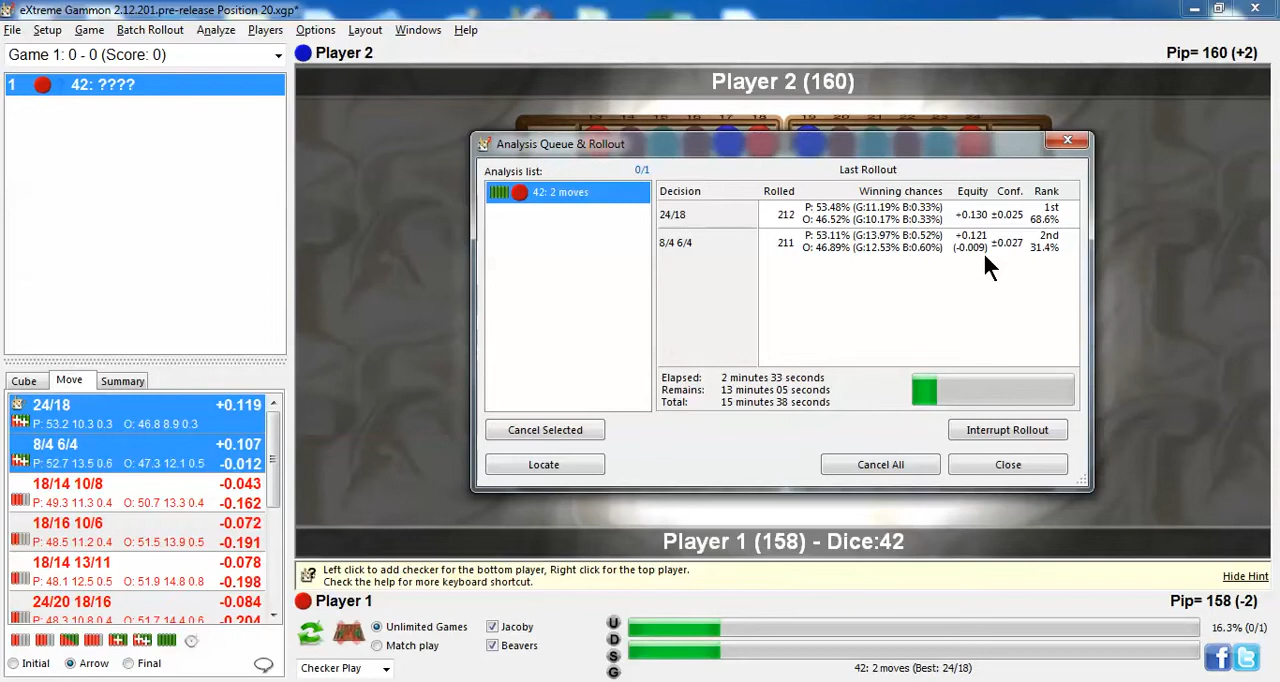 eXtreme Gammon 2.12.201.pre-release Position 20.xgp*
File Setup Game Batch Rollout Analyze Players Options Layout Windows Help
Game 1: 0 - 0 (Score: 0)
1 42: ????
Player 2 Pip= 160 (+2)
Player 2 (160)
Analysis Queue & Rollout
Analysis list: 0/1
42: 2 moves
Last Rollout
Decision Rolled Winning chances Equity Conf. Rank
24/18 212 P: 53.48% (G:11.19% B:0.33%) +0.130 ±0.025 1st
O: 46.52% (G:10.17% B:0.33%) 68.6%
8/4 6/4 211 P: 53.11% (G:13.97% B:0.52%) +0.121 ±0.027 2nd
O: 46.89% (G:12.53% B:0.60%) (-0.009) 31.4%
Elapsed: 2 minutes 33 seconds
Remains: 13 minutes 05 seconds
Total: 15 minutes 38 seconds
Cancel Selected Interrupt Rollout
Locate Cancel All Close
Cube Move Summary
24/18 +0.119
P: 53.2 10.3 0.3 O: 46.8 8.9 0.3
8/4 6/4 +0.107
P: 52.7 13.5 0.6 O: 47.3 12.1 0.5 -0.012
18/14 10/8 -0.043
P: 49.3 11.3 0.4 O: 50.7 13.3 0.4 -0.162
18/16 10/6 -0.072
P: 48.5 11.2 0.4 O: 51.5 13.9 0.5 -0.191
18/14 13/11 -0.078
P: 48.1 12.5 0.5 O: 51.9 14.8 0.8 -0.198
24/20 18/16 -0.084
P: 48.3 10.8 0.4 O: 51.7 14.4 0.6 -0.204
Initial Arrow Final
Player 1 (158) - Dice:42
Left click to add checker for the bottom player, Right click for the top player.
Check the help for more keyboard shortcut.
Hide Hint
Player 1 Pip= 158 (-2)
Unlimited Games Jacoby
Match play Beavers
Checker Play
U
D
S
G
16.3% (0/1)
42: 2 moves (Best: 24/18)